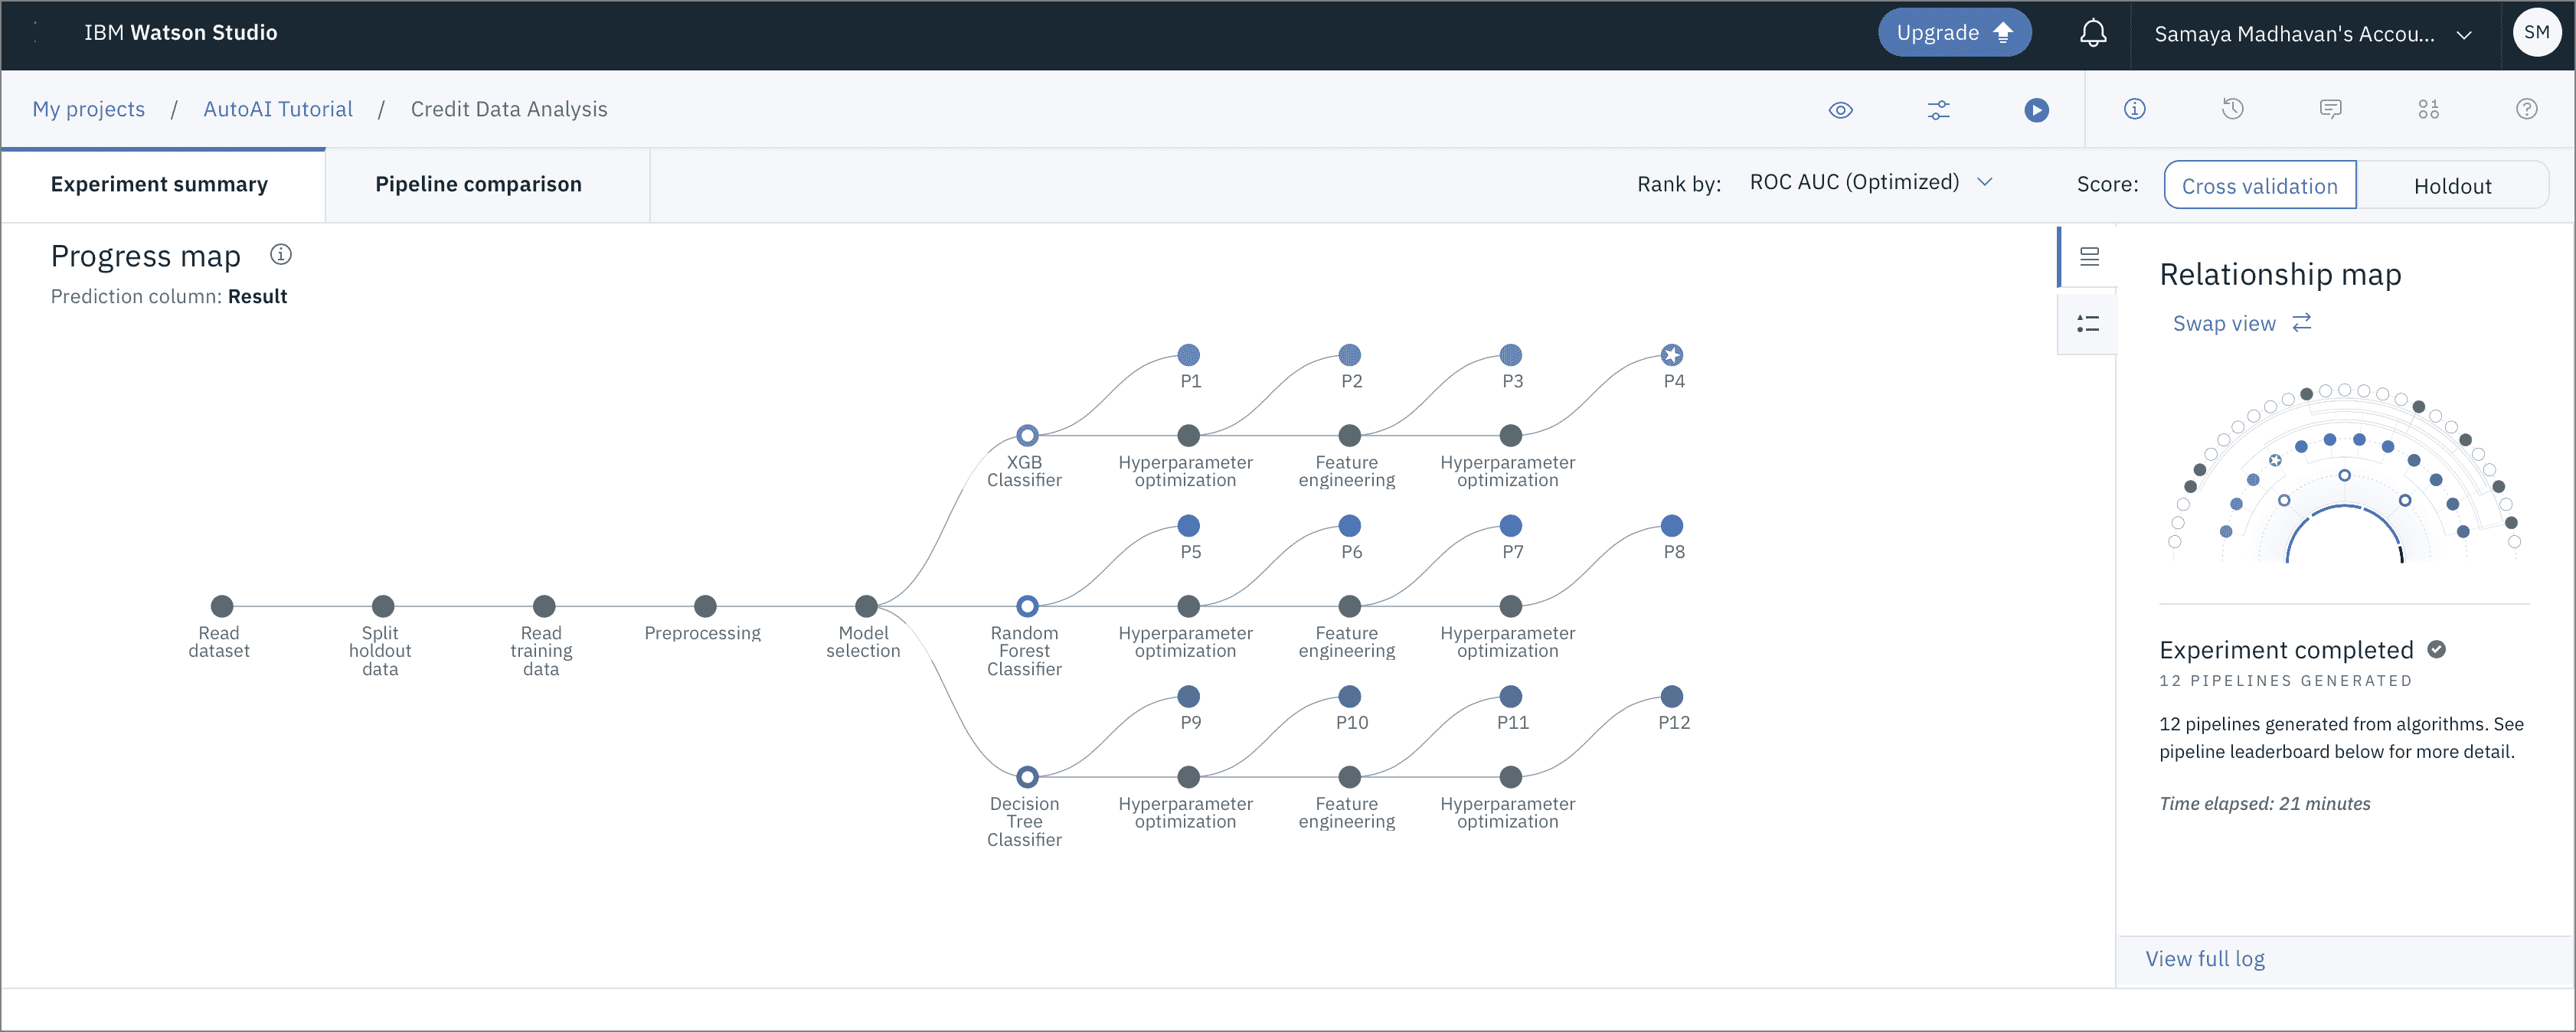 IBM Watson Studio
Upgrade
Samaya Madhavan's Accou...
SM
My projects / AutoAI Tutorial / Credit Data Analysis
Experiment summary
Pipeline comparison
Rank by: ROC AUC (Optimized)
Score: Cross validation Holdout
Progress map
Prediction column: Result
P1 P2 P3 P4
XGB
Classifier
Hyperparameter
optimization
Feature
engineering
Hyperparameter
optimization
P5 P6 P7 P8
Read
dataset
Split
holdout
data
Read
training
data
Preprocessing
Model
selection
Random
Forest
Classifier
Hyperparameter
optimization
Feature
engineering
Hyperparameter
optimization
P9 P10 P11 P12
Decision
Tree
Classifier
Hyperparameter
optimization
Feature
engineering
Hyperparameter
optimization
Relationship map
Swap view
Experiment completed
12 PIPELINES GENERATED
12 pipelines generated from algorithms. See
pipeline leaderboard below for more detail.
Time elapsed: 21 minutes
View full log